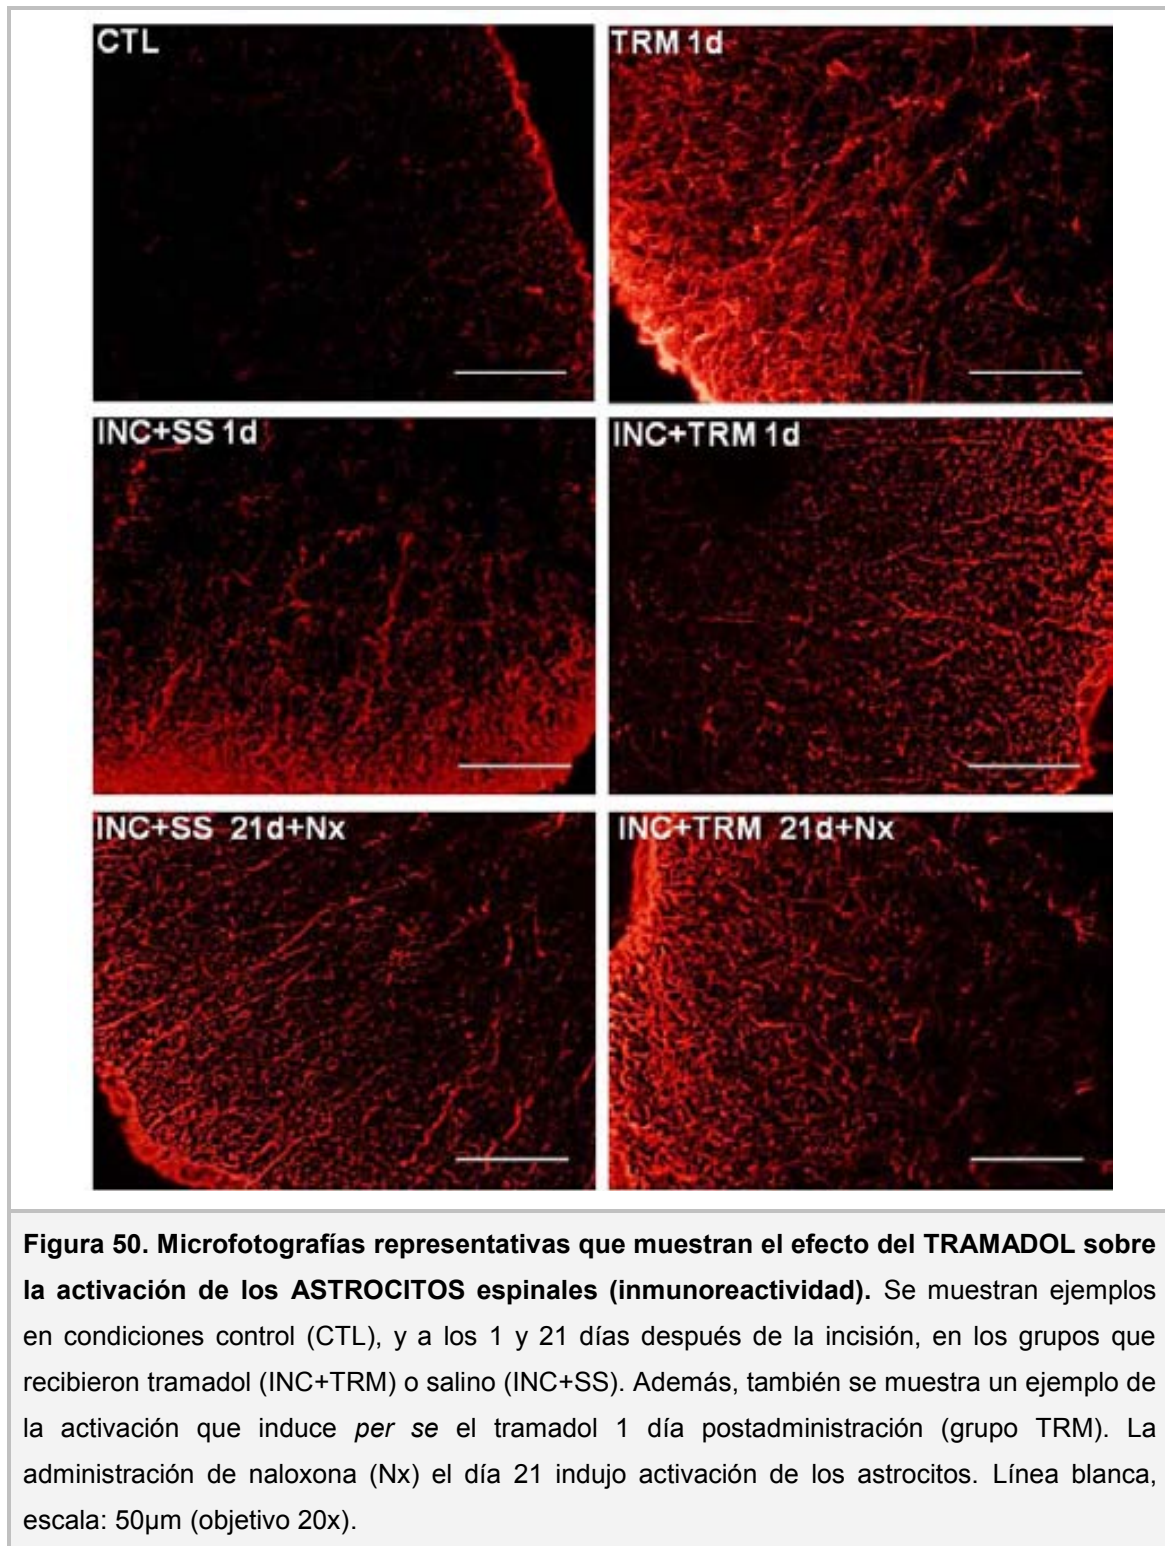 CTL
TRM 1d
INC+SS 1d
INC+TRM 1d
INC+SS 21d+Nx
INC+TRM 21d+Nx
Figura 50. Microfotografías representativas que muestran el efecto del TRAMADOL sobre
la activación de los ASTROCITOS espinales (inmunoreactividad). Se muestran ejemplos
en condiciones control (CTL), y a los 1 y 21 días después de la incisión, en los grupos que
recibieron tramadol (INC+TRM) o salino (INC+SS). Además, también se muestra un ejemplo de
la activación que induce per se el tramadol 1 día postadministración (grupo TRM). La
administración de naloxona (Nx) el día 21 indujo activación de los astrocitos. Línea blanca,
escala: 50µm (objetivo 20x).